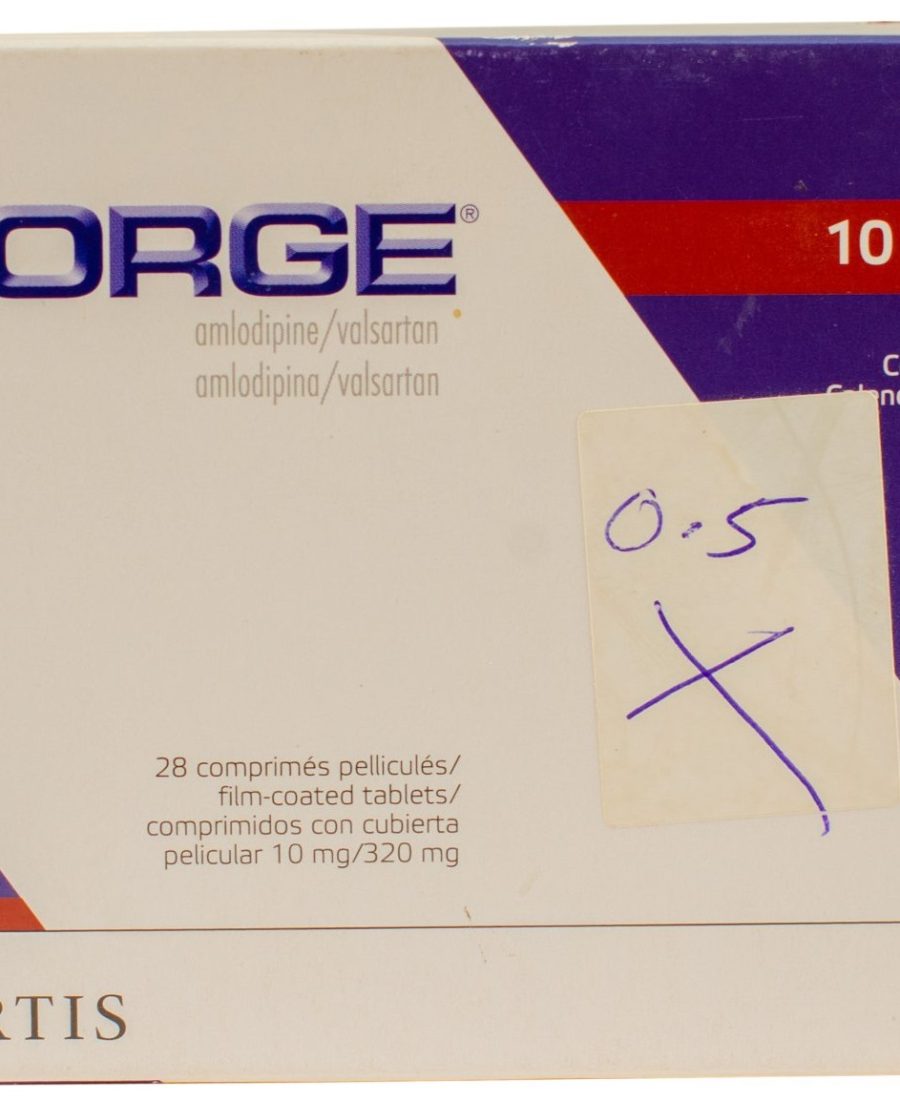 ORGE®
10
amlodipine/valsartan
amlodipina/valsartan
0.5
X
28 comprimés pelliculés/
film-coated tablets/
comprimidos con cubierta
pelicular 10 mg/320 mg
RTIS